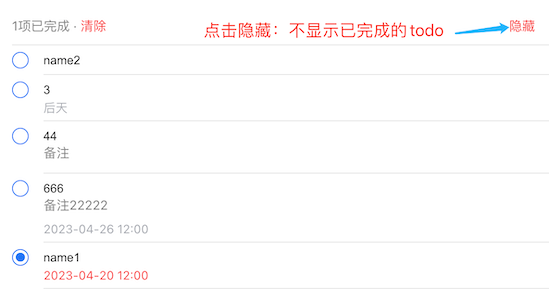 1项已完成 · 清除 点击隐藏：不显示已完成的todo 隐藏
name2
3
后天
44
备注
666
备注22222
2023-04-26 12:00
name1
2023-04-20 12:00